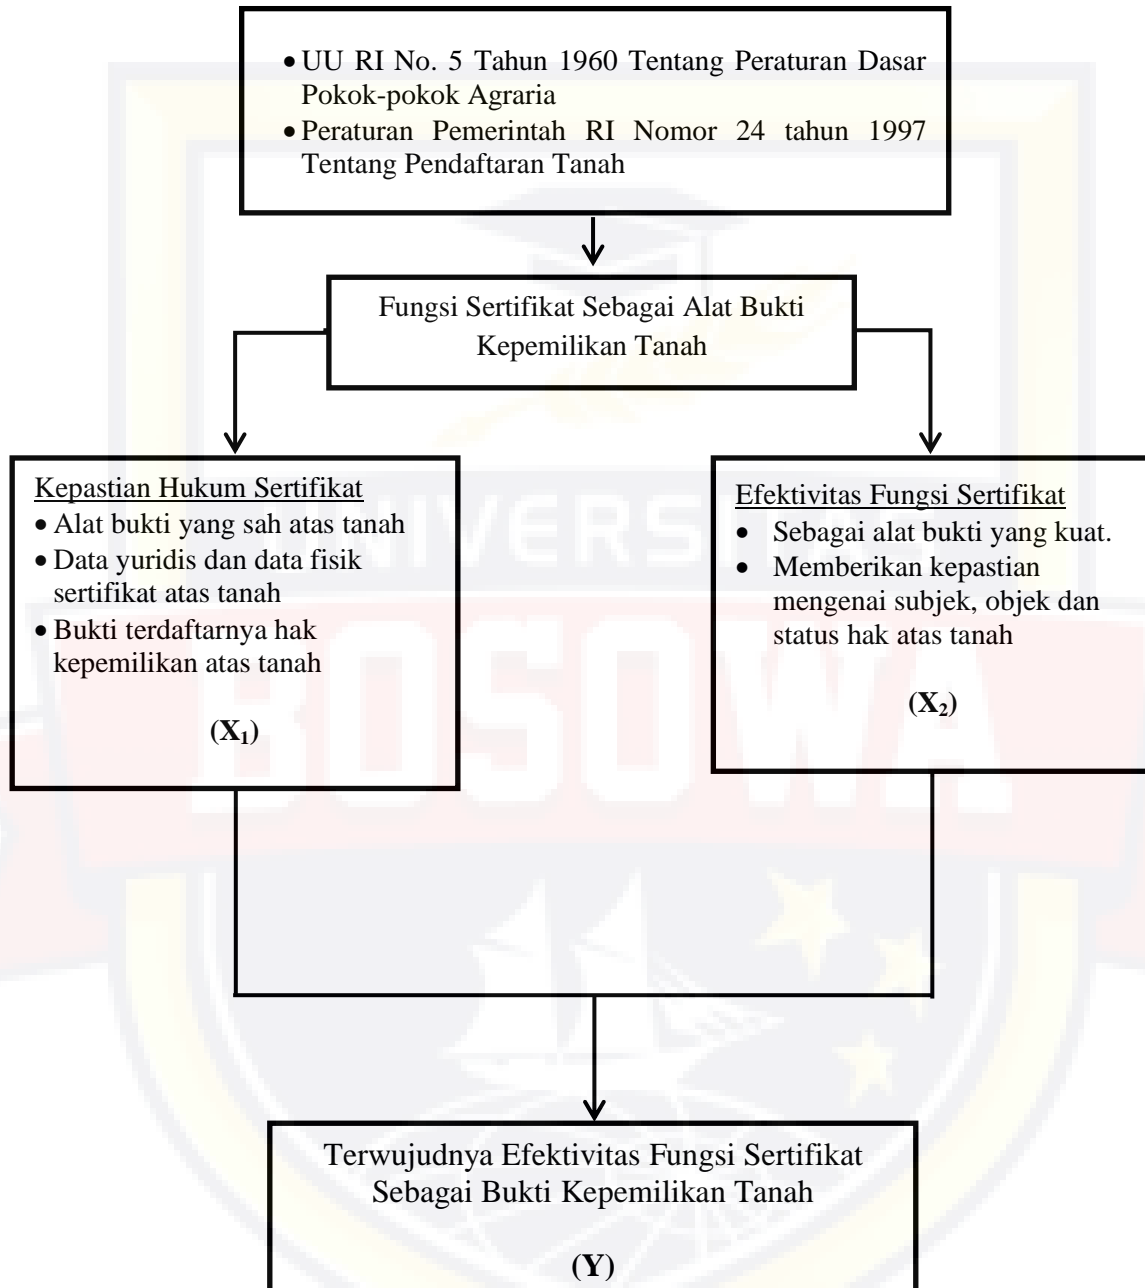 • UU RI No. 5 Tahun 1960 Tentang Peraturan Dasar
Pokok-pokok Agraria
• Peraturan Pemerintah RI Nomor 24 tahun 1997
Tentang Pendaftaran Tanah
Fungsi Sertifikat Sebagai Alat Bukti
Kepemilikan Tanah
Kepastian Hukum Sertifikat
• Alat bukti yang sah atas tanah
• Data yuridis dan data fisik
sertifikat atas tanah
• Bukti terdaftarnya hak
kepemilikan atas tanah
(X₁)
Efektivitas Fungsi Sertifikat
• Sebagai alat bukti yang kuat.
• Memberikan kepastian
mengenai subjek, objek dan
status hak atas tanah
(X₂)
UNIVERSITAS
BOSOWA
Terwujudnya Efektivitas Fungsi Sertifikat
Sebagai Bukti Kepemilikan Tanah
(Y)